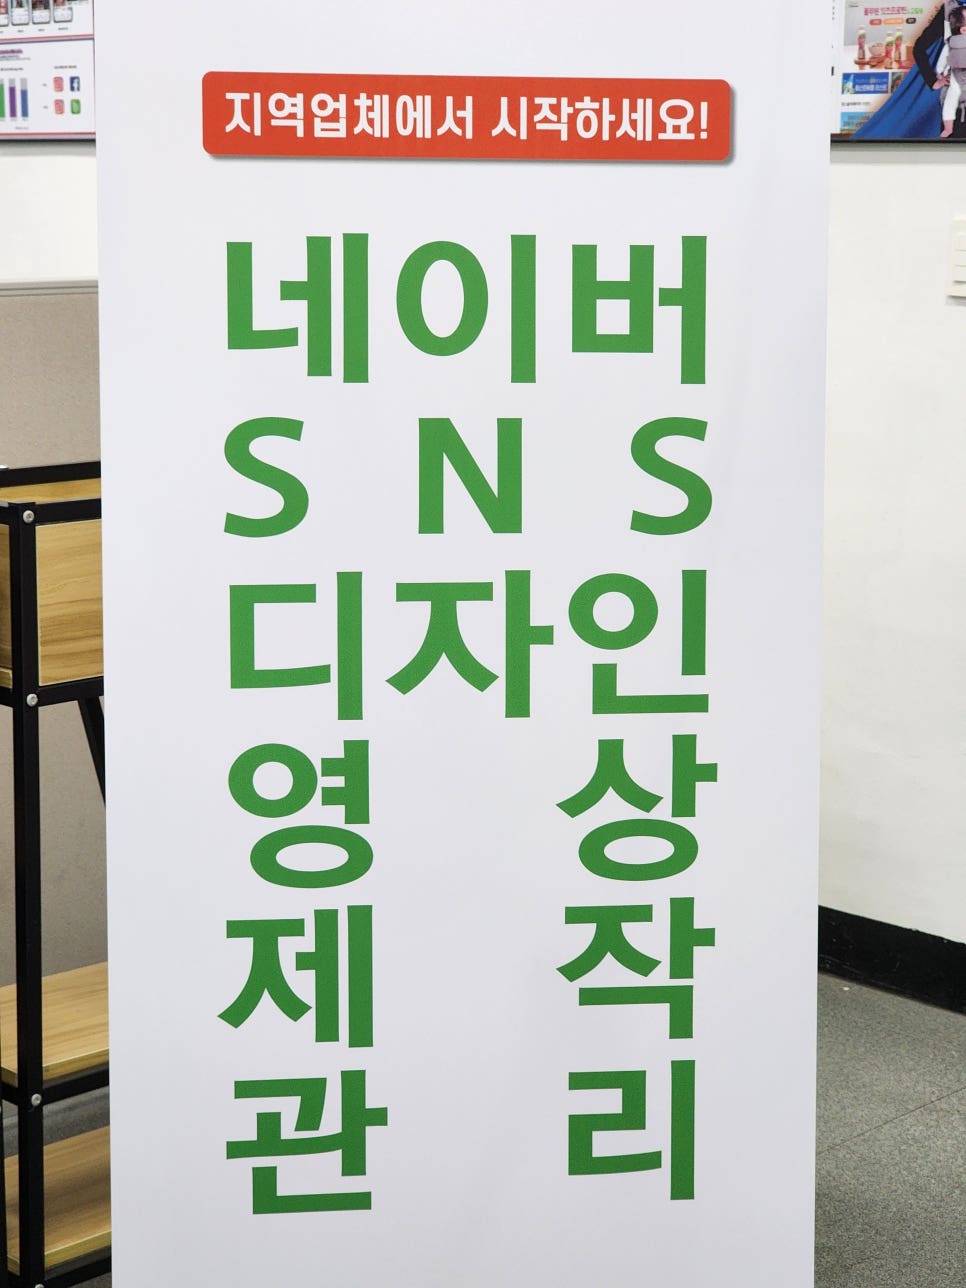 지역업체에서 시작하세요!
네이버
SNS
디자인
영상
제작
관리